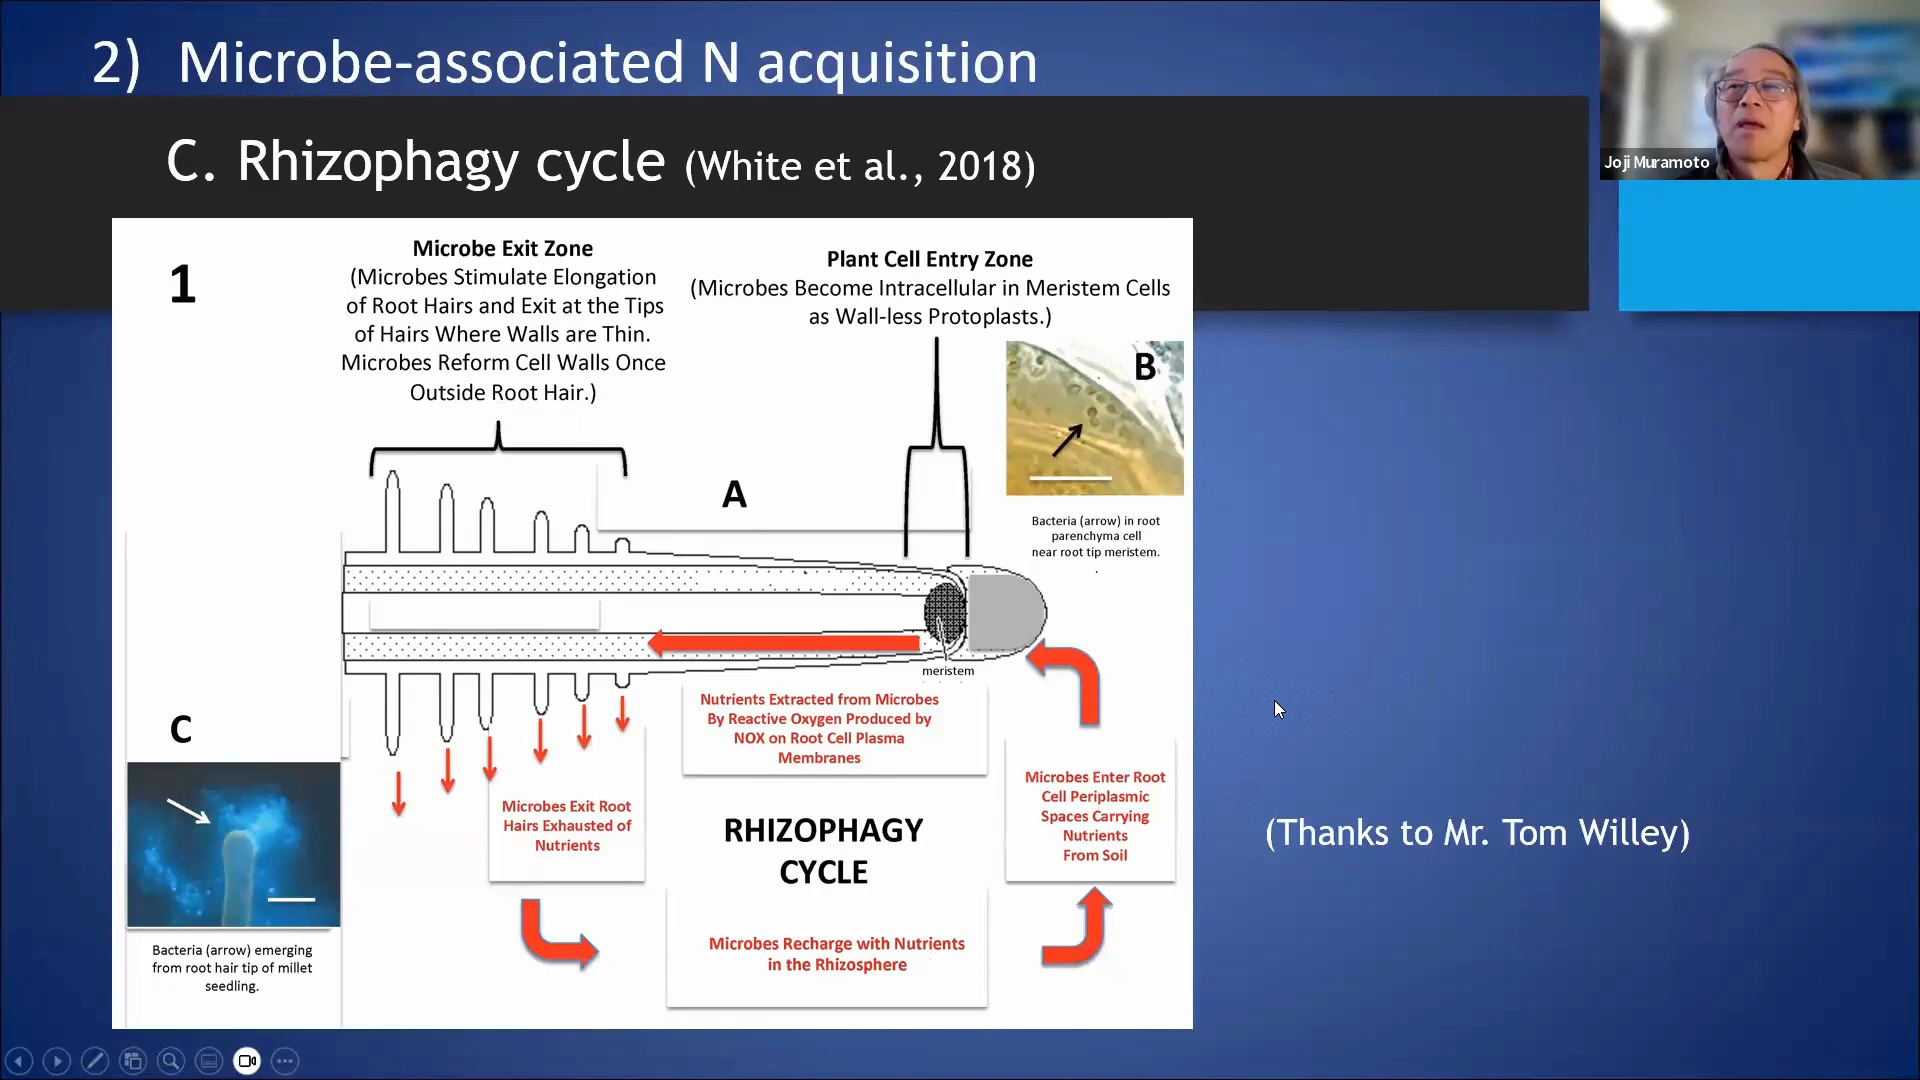 2) Microbe-associated N acquisition
Joji Muramoto
C. Rhizophagy cycle (White et al., 2018)
1
Microbe Exit Zone
(Microbes Stimulate Elongation
of Root Hairs and Exit at the Tips
of Hairs Where Walls are Thin.
Microbes Reform Cell Walls Once
Outside Root Hair.)
Plant Cell Entry Zone
(Microbes Become Intracellular in Meristem Cells
as Wall-less Protoplasts.)
B
Bacteria (arrow) in root
parenchyma cell
near root tip meristem.
A
meristem
Nutrients Extracted from Microbes
By Reactive Oxygen Produced by
NOX on Root Cell Plasma
Membranes
C
Bacteria (arrow) emerging
from root hair tip of millet
seedling.
Microbes Exit Root
Hairs Exhausted of
Nutrients
RHIZOPHAGY
CYCLE
Microbes Enter Root
Cell Periplasmic
Spaces Carrying
Nutrients
From Soil
Microbes Recharge with Nutrients
in the Rhizosphere
(Thanks to Mr. Tom Willey)